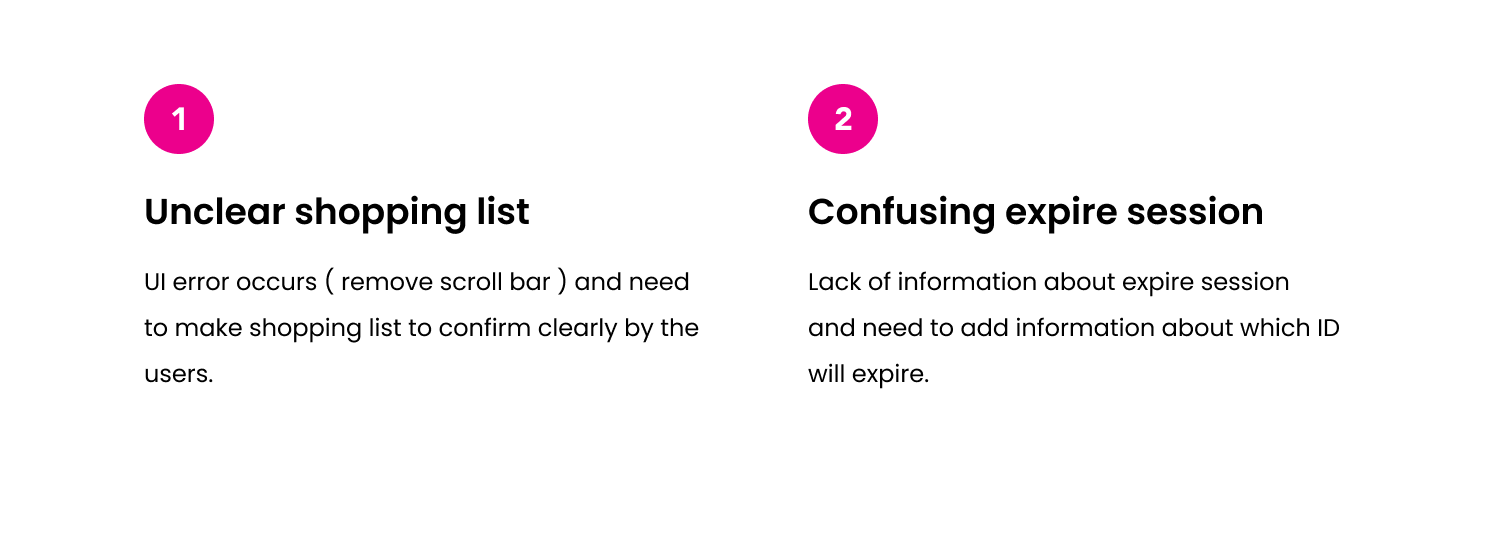 1
Unclear shopping list
UI error occurs ( remove scroll bar ) and need
to make shopping list to confirm clearly by the
users.
2
Confusing expire session
Lack of information about expire session
and need to add information about which ID
will expire.